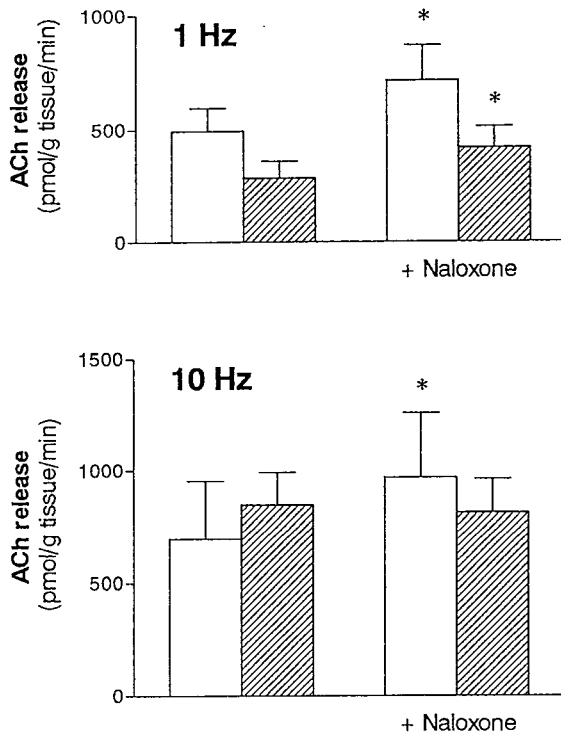 1 Hz
ACh release
(pmol/g tissue/min)
1000
500
0
*
*
+ Naloxone
10 Hz
ACh release
(pmol/g tissue/min)
1500
1000
500
0
*
+ Naloxone